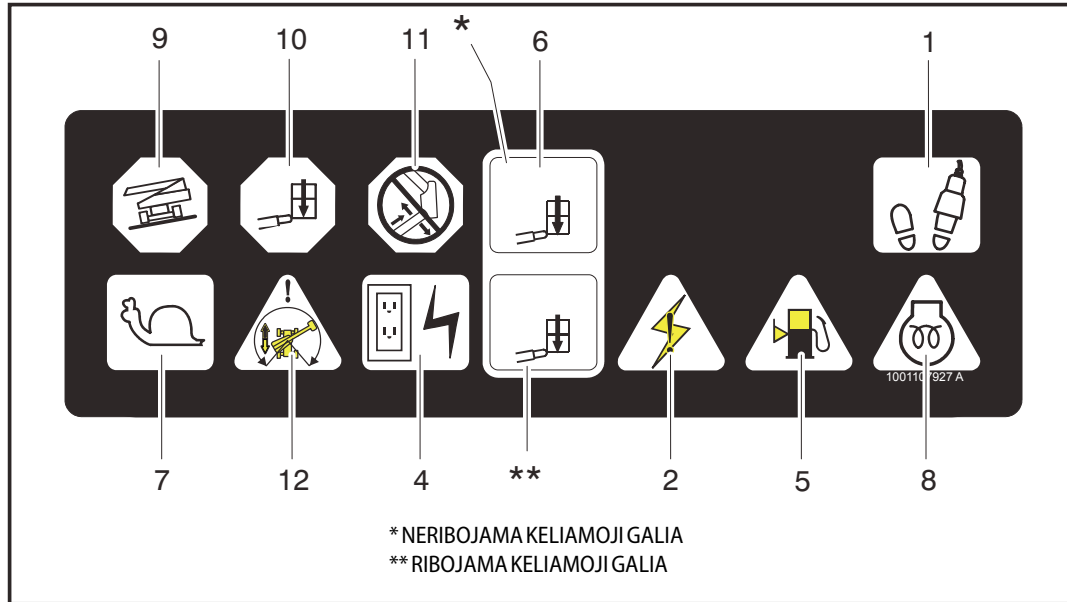 9 10 11 * 6 1
1001107927 A
7 12 4 ** 2 5 8
* NERIBOJAMA KELIAMOJI GALIA
** RIBOJAMA KELIAMOJI GALIA